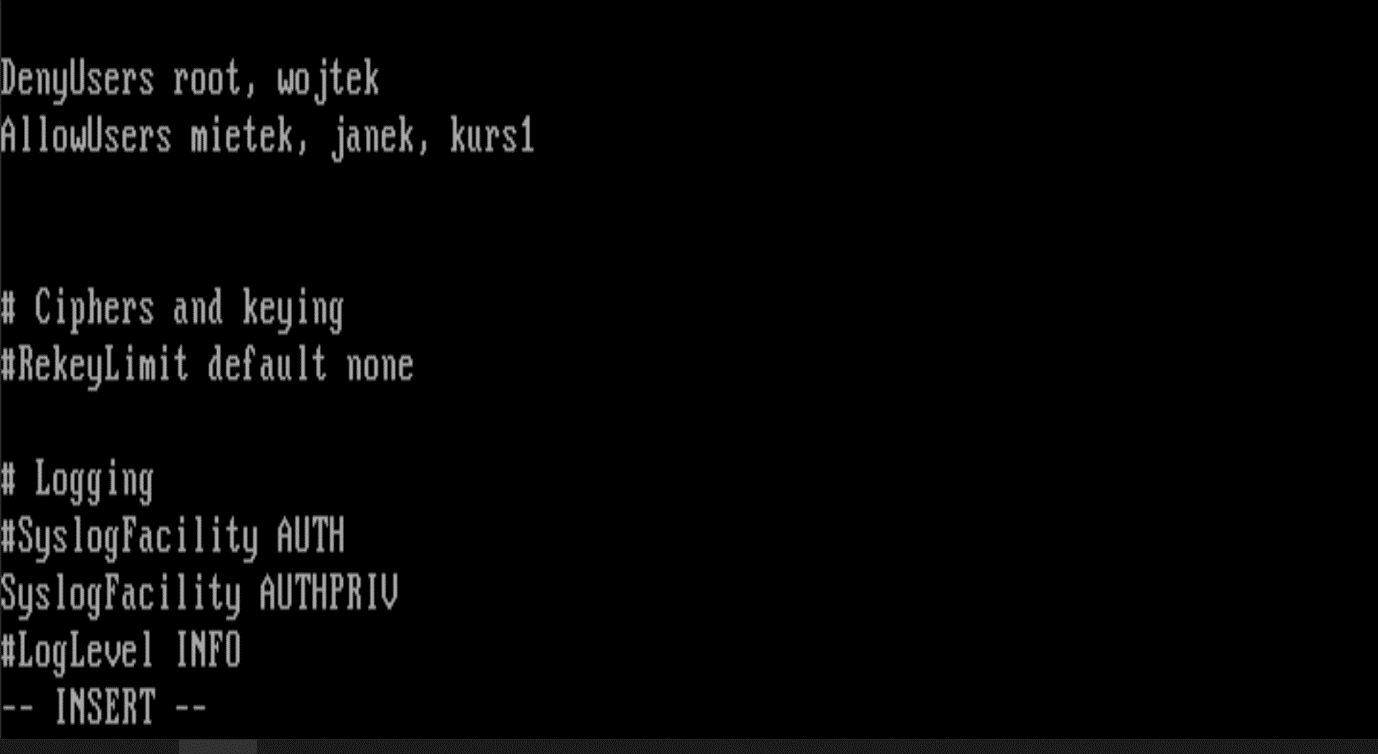 DenyUsers root, wojtek
AllowUsers mietek, janek, kurs1
# Ciphers and keying
#RekeyLimit default none
# Logging
#SyslogFacility AUTH
SyslogFacility AUTHPRIV
#LogLevel INFO
-- INSERT --